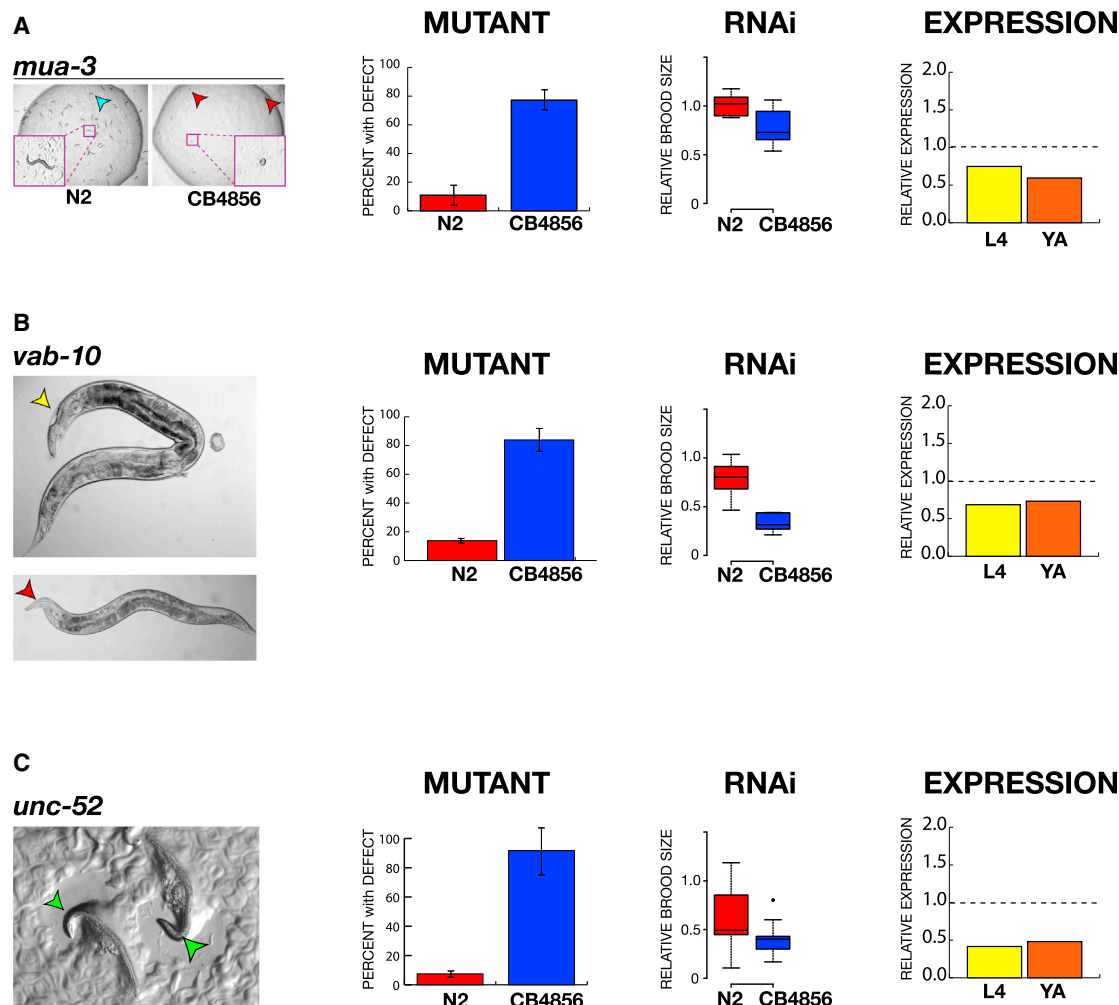 A
MUTANT
RNAi
EXPRESSION
mua-3
N2
CB4856
PERCENT with DEFECT
100
80
60
40
20
0
N2
CB4856
RELATIVE BROOD SIZE
1.0
0.5
0
N2 CB4856
RELATIVE EXPRESSION
2.0
1.5
1.0
0.5
0.0
L4 YA
B
vab-10
MUTANT
RNAi
EXPRESSION
PERCENT with DEFECT
100
80
60
40
20
0
N2
CB4856
RELATIVE BROOD SIZE
1.0
0.5
0
N2 CB4856
RELATIVE EXPRESSION
2.0
1.5
1.0
0.5
0.0
L4 YA
C
unc-52
MUTANT
RNAi
EXPRESSION
PERCENT with DEFECT
100
80
60
40
20
0
N2
CB4856
RELATIVE BROOD SIZE
1.0
0.5
0
N2 CB4856
RELATIVE EXPRESSION
2.0
1.5
1.0
0.5
0.0
L4 YA